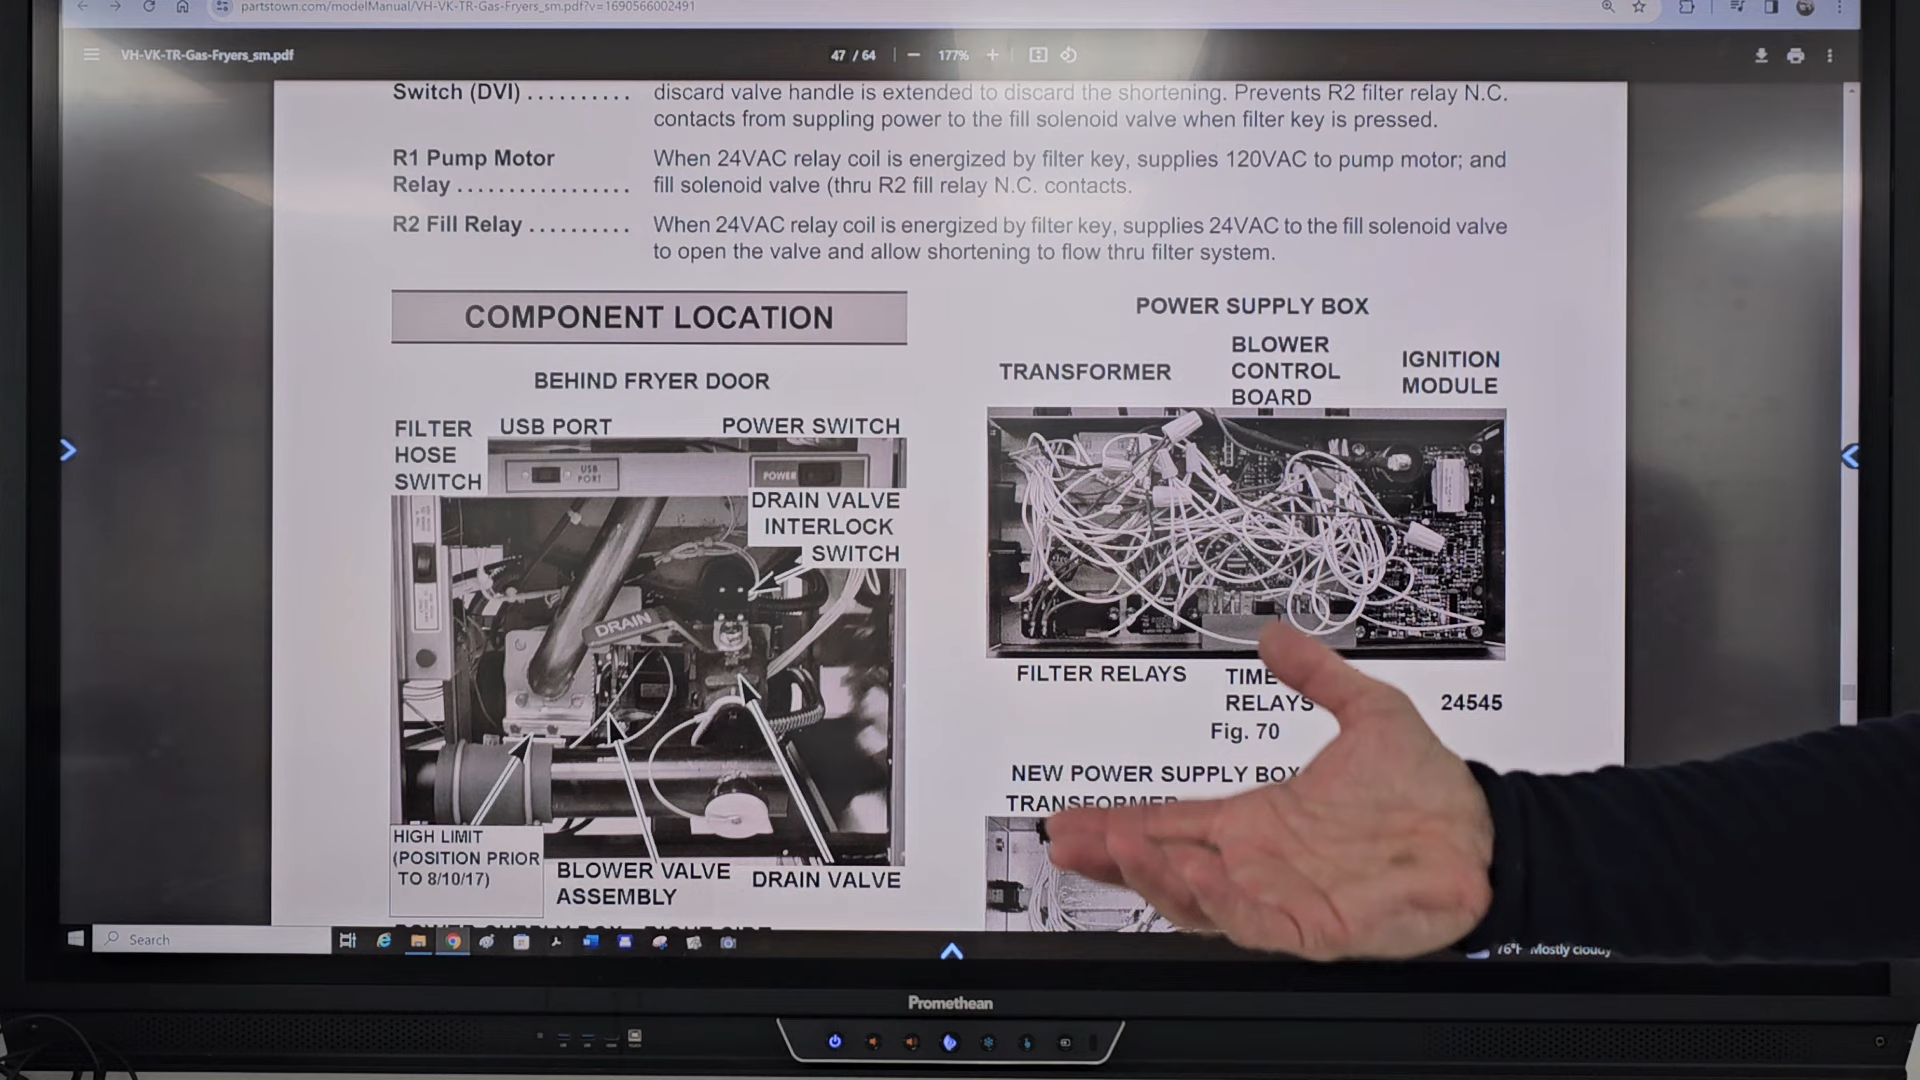 partstown.com/modelManual/VH-VK-TR-Gas-Fryers_sm.pdf?v=1690566002491
VH-VK-TR-Gas-Fryers_sm.pdf
47 / 64
177%
Switch (DVI) .......... discard valve handle is extended to discard the shortening. Prevents R2 filter relay N.C.
contacts from suppling power to the fill solenoid valve when filter key is pressed.
R1 Pump Motor When 24VAC relay coil is energized by filter key, supplies 120VAC to pump motor; and
Relay ................. fill solenoid valve (thru R2 fill relay N.C. contacts.
R2 Fill Relay .......... When 24VAC relay coil is energized by filter key, supplies 24VAC to the fill solenoid valve
to open the valve and allow shortening to flow thru filter system.
COMPONENT LOCATION
BEHIND FRYER DOOR
FILTER
HOSE
SWITCH
USB PORT
POWER SWITCH
USB
PORT
POWER
DRAIN VALVE
INTERLOCK
SWITCH
DRAIN
HIGH LIMIT
(POSITION PRIOR
TO 8/10/17)
BLOWER VALVE
ASSEMBLY
DRAIN VALVE
POWER SUPPLY BOX
TRANSFORMER
BLOWER
CONTROL
BOARD
IGNITION
MODULE
FILTER RELAYS
TIME
RELAYS
24545
Fig. 70
NEW POWER SUPPLY BOX
TRANSFORMER
Search
76°F Mostly cloudy
Promethean